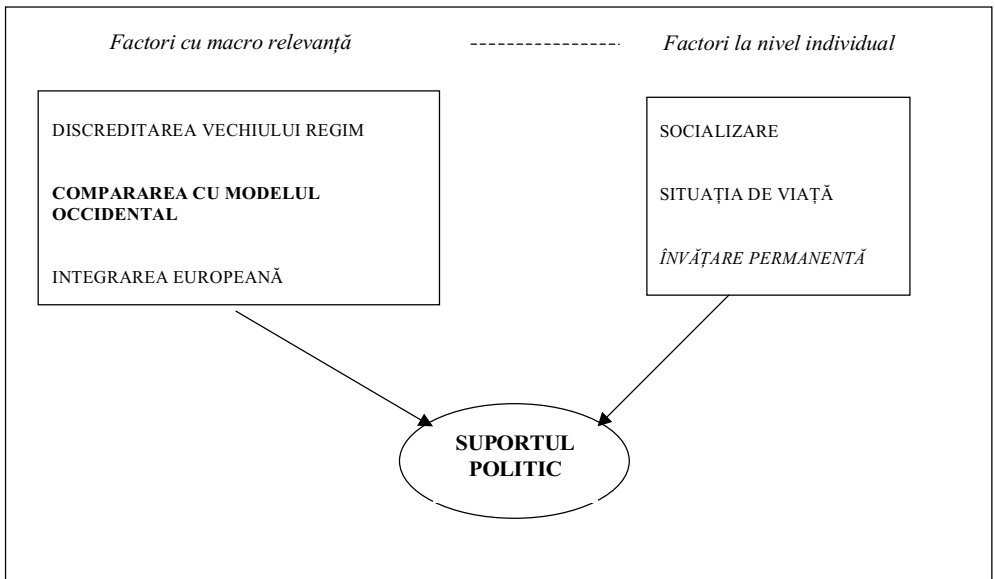 Factori cu macro relevanță
Factori la nivel individual
DISCREDITAREA VECHIULUI REGIM
COMPARAREA CU MODELUL
OCCIDENTAL
INTEGRAREA EUROPEANĂ
SOCIALIZARE
SITUAȚIA DE VIAȚĂ
ÎNVĂȚARE PERMANENTĂ
SUPORTUL
POLITIC